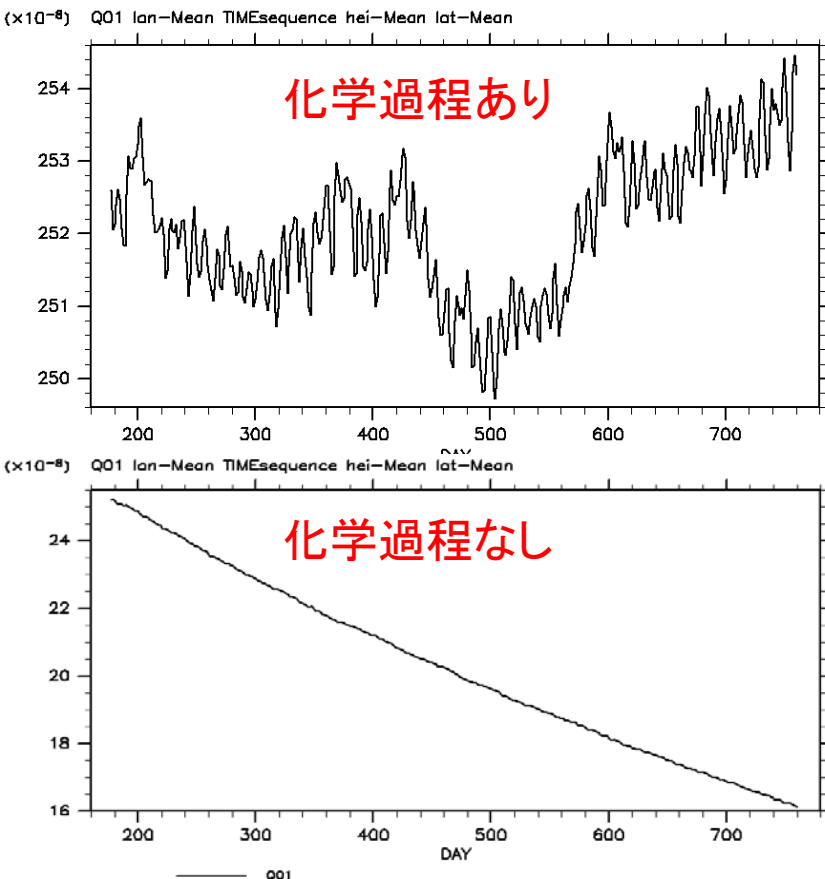 (×10⁻⁸) Q01 lon-Mean TIMEsequence hei-Mean lat-Mean
化学過程あり
254
253
252
251
250
200 300 400 500 600 700
DAY
(×10⁻⁸) Q01 lon-Mean TIMEsequence hei-Mean lat-Mean
化学過程なし
24
22
20
18
16
200 300 400 500 600 700
DAY
Q01